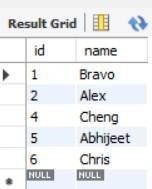 Result Grid
id name
1 Bravo
2 Alex
4 Cheng
5 Abhijeet
6 Chris
NULL NULL